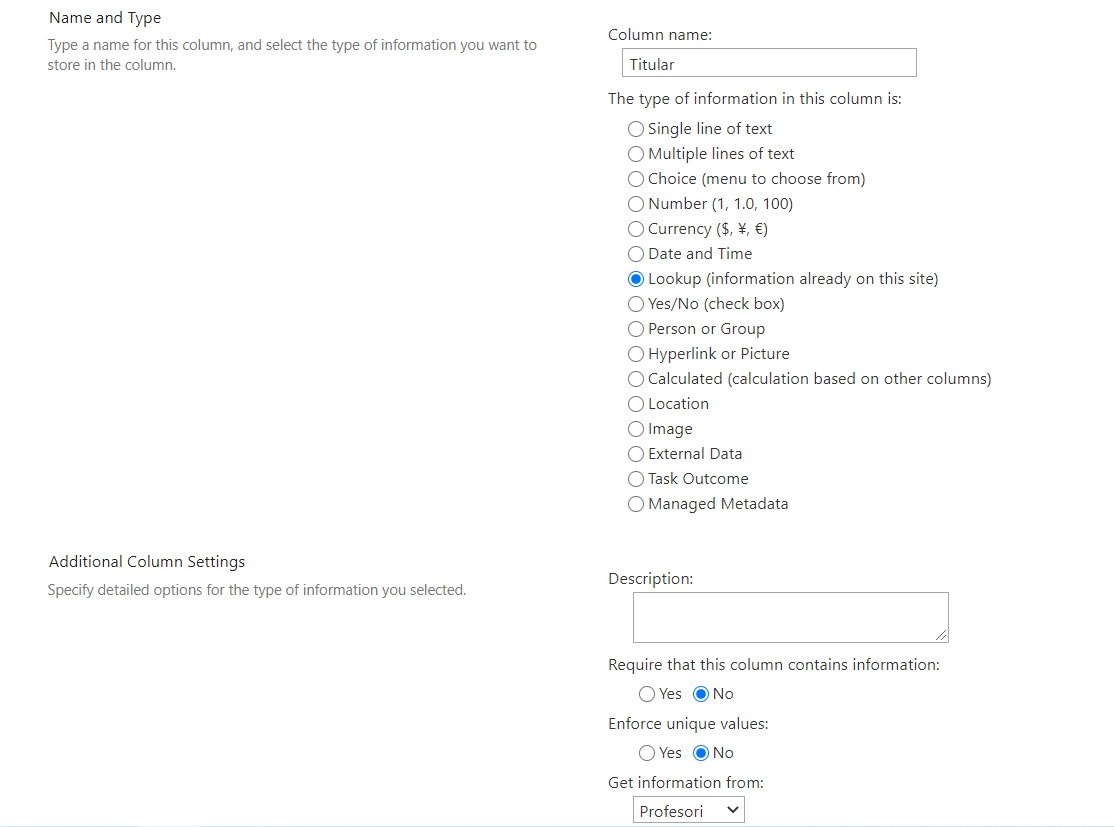 Name and Type
Type a name for this column, and select the type of information you want to
store in the column.
Column name:
Titular
The type of information in this column is:
Single line of text
Multiple lines of text
Choice (menu to choose from)
Number (1, 1.0, 100)
Currency ($, ¥, €)
Date and Time
Lookup (information already on this site)
Yes/No (check box)
Person or Group
Hyperlink or Picture
Calculated (calculation based on other columns)
Location
Image
External Data
Task Outcome
Managed Metadata
Additional Column Settings
Specify detailed options for the type of information you selected.
Description:
Require that this column contains information:
Yes No
Enforce unique values:
Yes No
Get information from:
Profesori